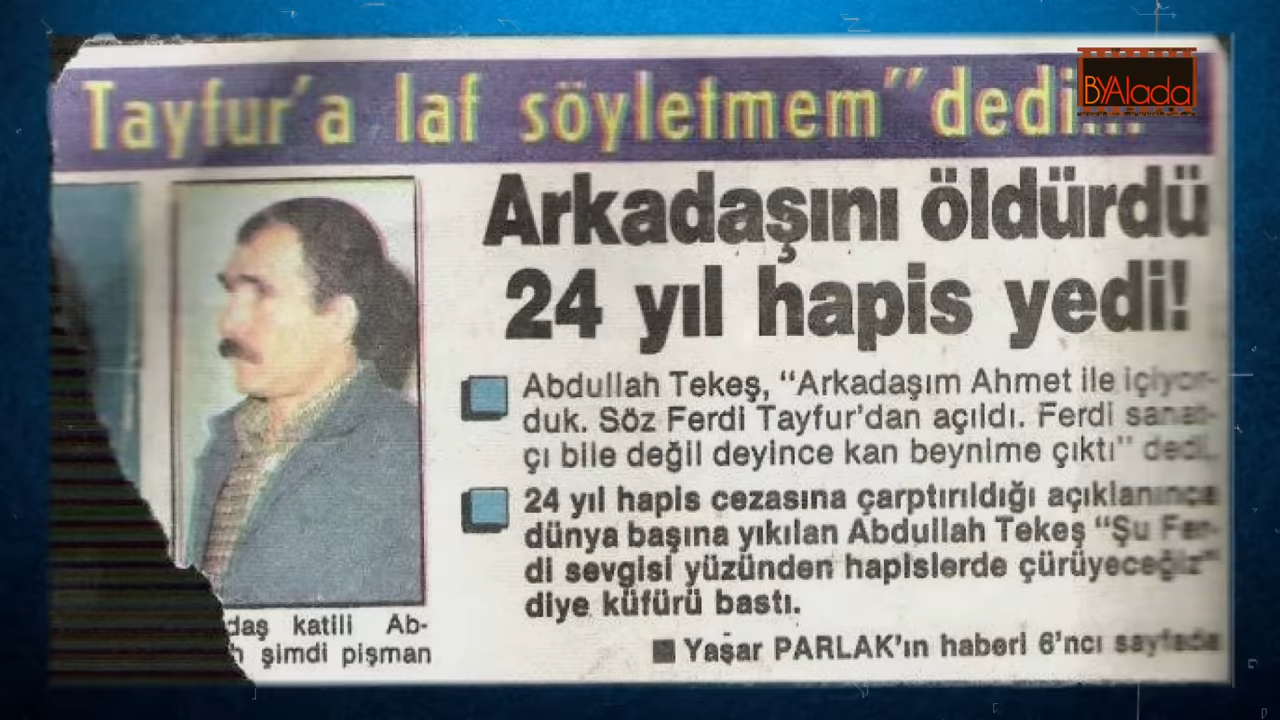 Tayfur'a laf söyletmem" dedi...
BYAlada
Arkadaşını öldürdü
24 yıl hapis yedi!
Abdullah Tekeş, "Arkadaşım Ahmet ile içiyor-
duk. Söz Ferdi Tayfur'dan açıldı. Ferdi sanat-
çı bile değil deyince kan beynime çıktı" dedi.
24 yıl hapis cezasına çarptırıldığı açıklanınca
dünya başına yıkılan Abdullah Tekeş "Şu Fer-
di sevgisi yüzünden hapislerde çürüyeceğiz"
diye küfürü bastı.
daş katili Ab-
h şimdi pişman
Yaşar PARLAK'ın haberi 6'ncı sayfada